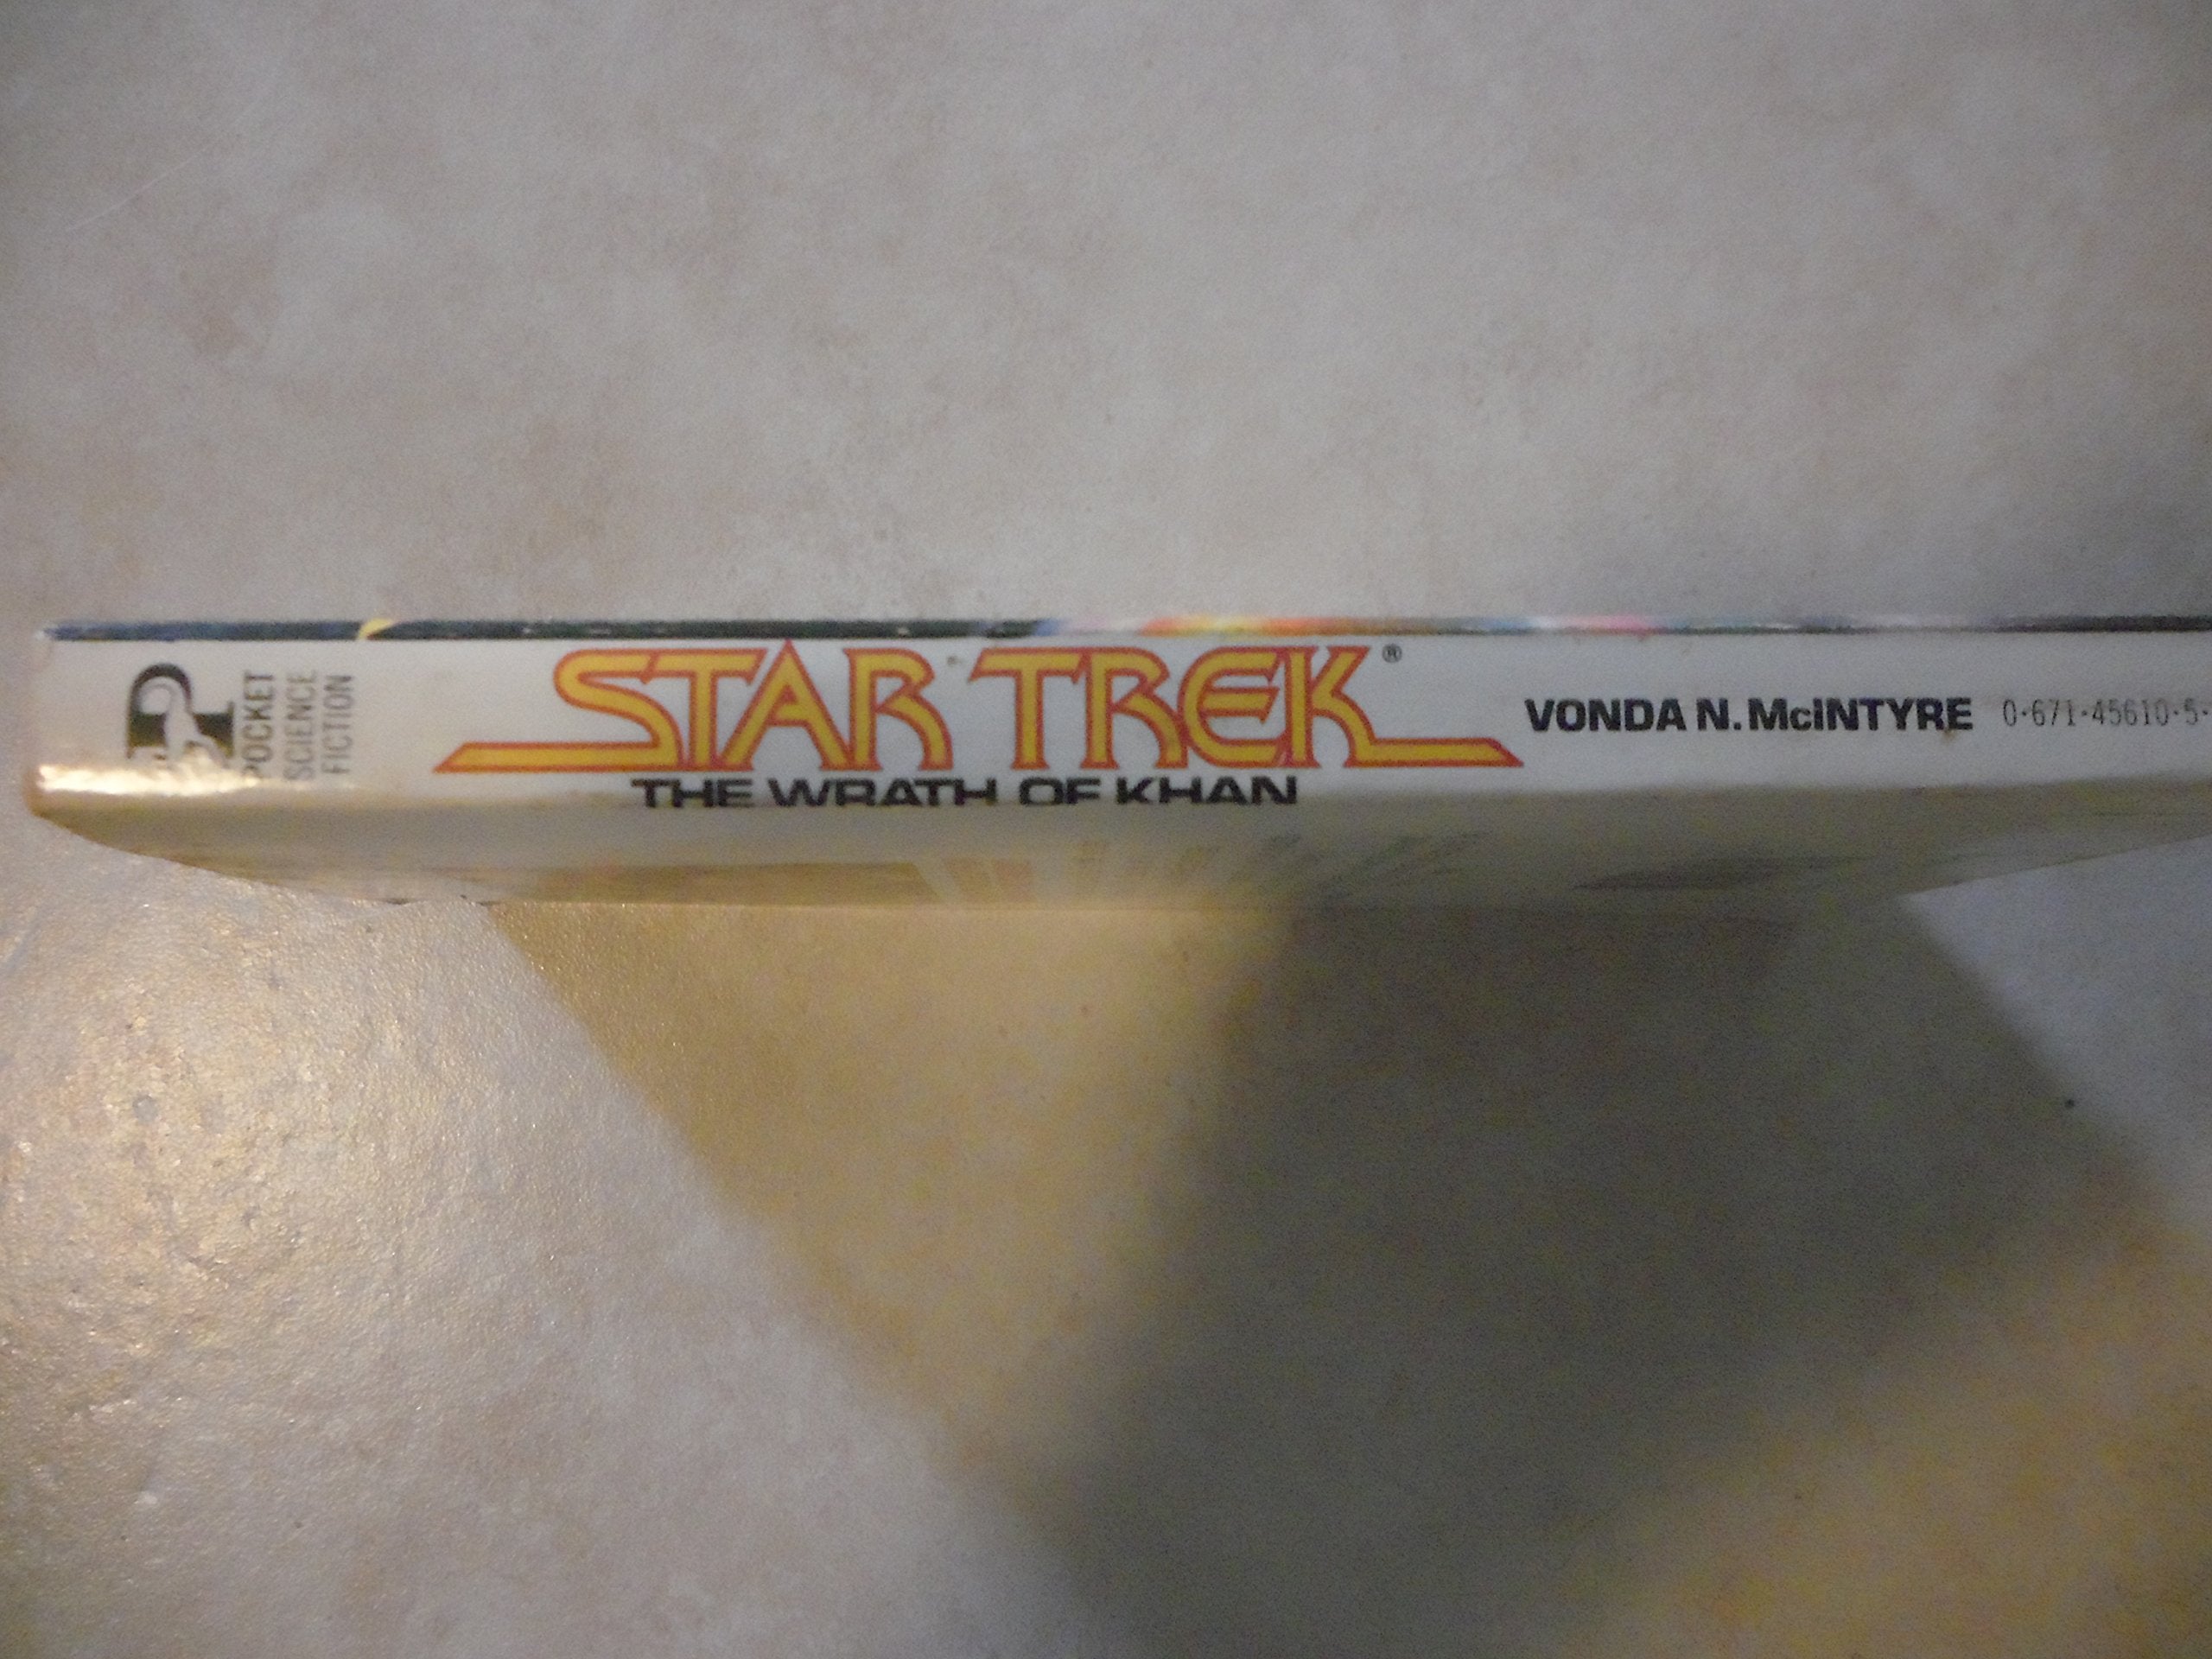 P
POCKET
SCIENCE
FICTION
STAR TREK®
THE WRATH OF KHAN
VONDA N. McINTYRE
0·671·45610·5·